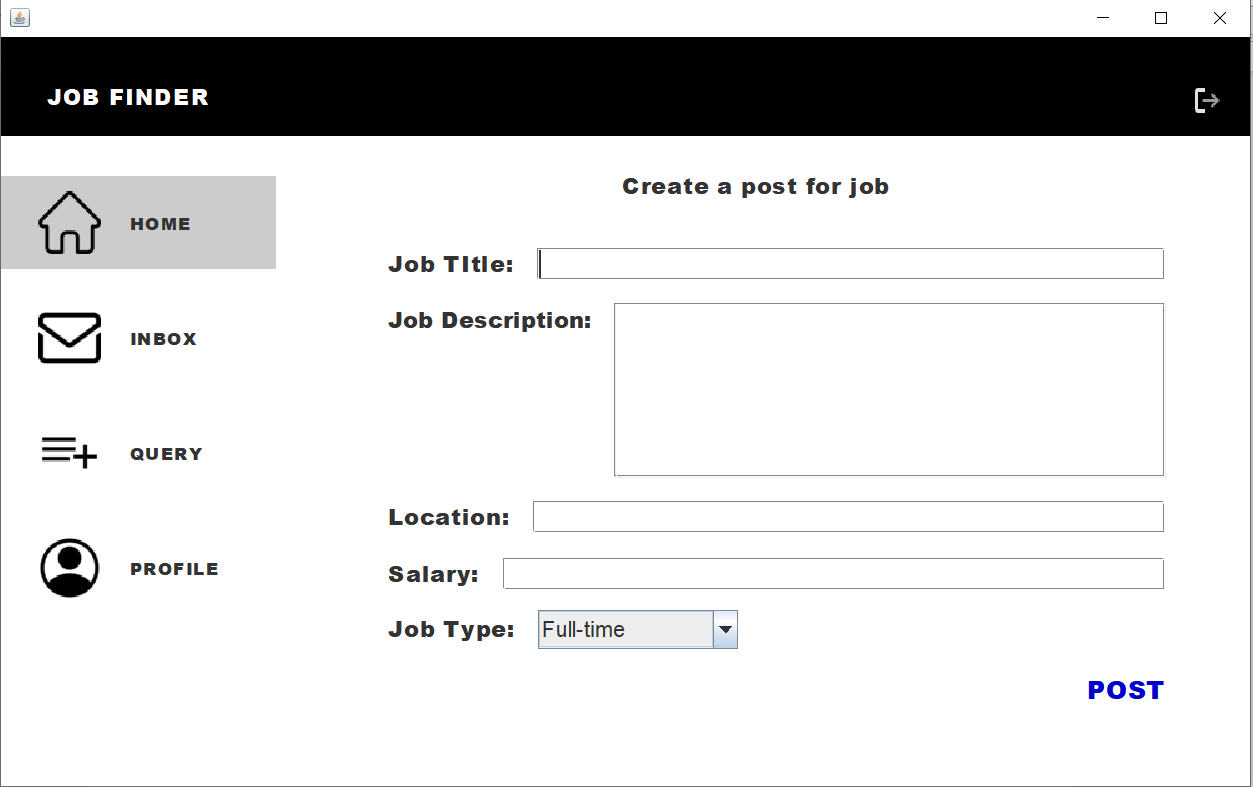 JOB FINDER
HOME
INBOX
QUERY
PROFILE
Create a post for job
Job TItle:
Job Description:
Location:
Salary:
Job Type: Full-time
POST